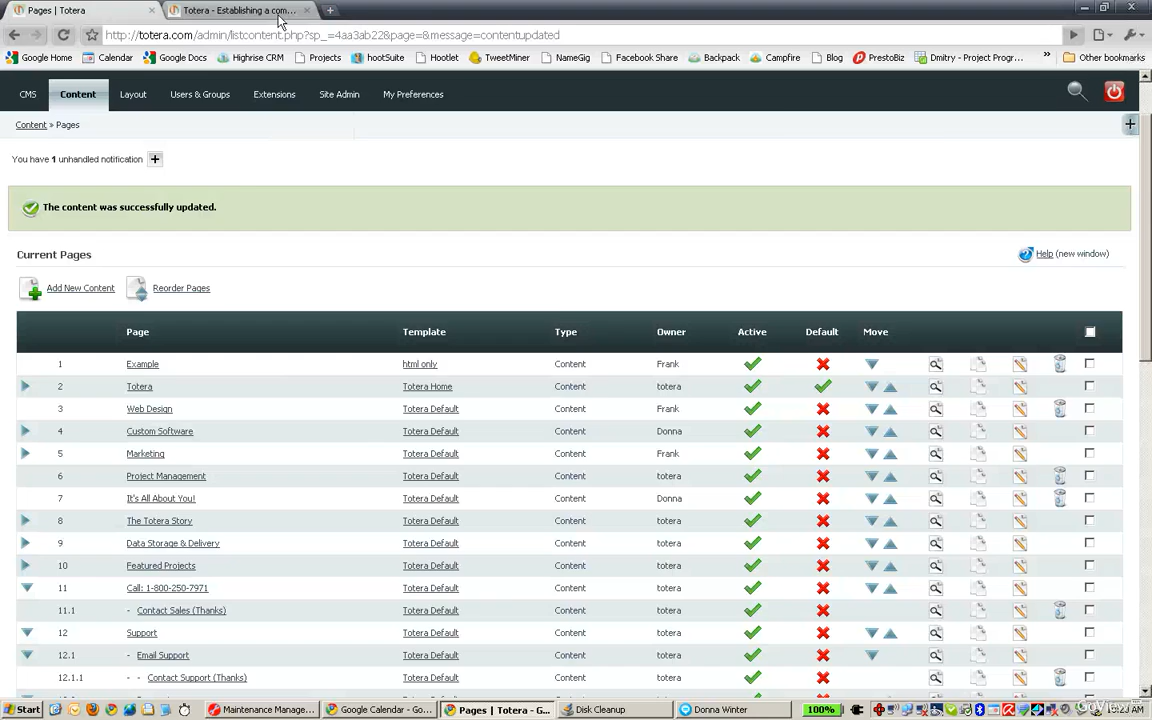 Pages | Totera
Totera - Establishing a com...
http://totera.com/admin/listcontent.php?sp_=4aa3ab22&page=&message=contentupdated
Google Home
Calendar
Google Docs
Highrise CRM
Projects
hootSuite
Hootlet
TweetMiner
NameGig
Facebook Share
Backpack
Campfire
Blog
PrestoBiz
Dmitry - Project Progr...
»
Other bookmarks
CMS
Content
Layout
Users & Groups
Extensions
Site Admin
My Preferences
Content » Pages
You have 1 unhandled notification
The content was successfully updated.
Current Pages
Help (new window)
Add New Content
Reorder Pages
Page Template Type Owner Active Default Move
1 Example html only Content Frank
2 Totera Totera Home Content totera
3 Web Design Totera Default Content Frank
4 Custom Software Totera Default Content Donna
5 Marketing Totera Default Content Frank
6 Project Management Totera Default Content totera
7 It's All About You! Totera Default Content Donna
8 The Totera Story Totera Default Content totera
9 Data Storage & Delivery Totera Default Content totera
10 Featured Projects Totera Default Content totera
11 Call: 1-800-250-7971 Totera Default Content totera
11.1 - Contact Sales (Thanks) Totera Default Content totera
12 Support Totera Default Content totera
12.1 - Email Support Totera Default Content totera
12.1.1 - - Contact Support (Thanks) Totera Default Content totera
Start
Maintenance Manage...
Google Calendar - Go...
Pages | Totera - G...
Disk Cleanup
Donna Winter
100%
AM